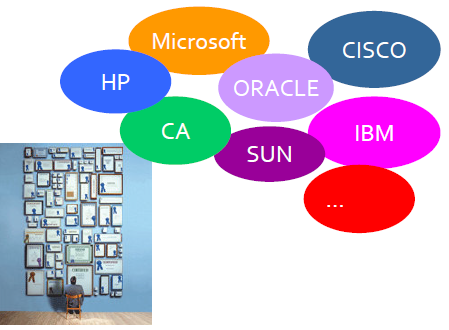 Microsoft
CISCO
HP
ORACLE
CA
IBM
SUN
...